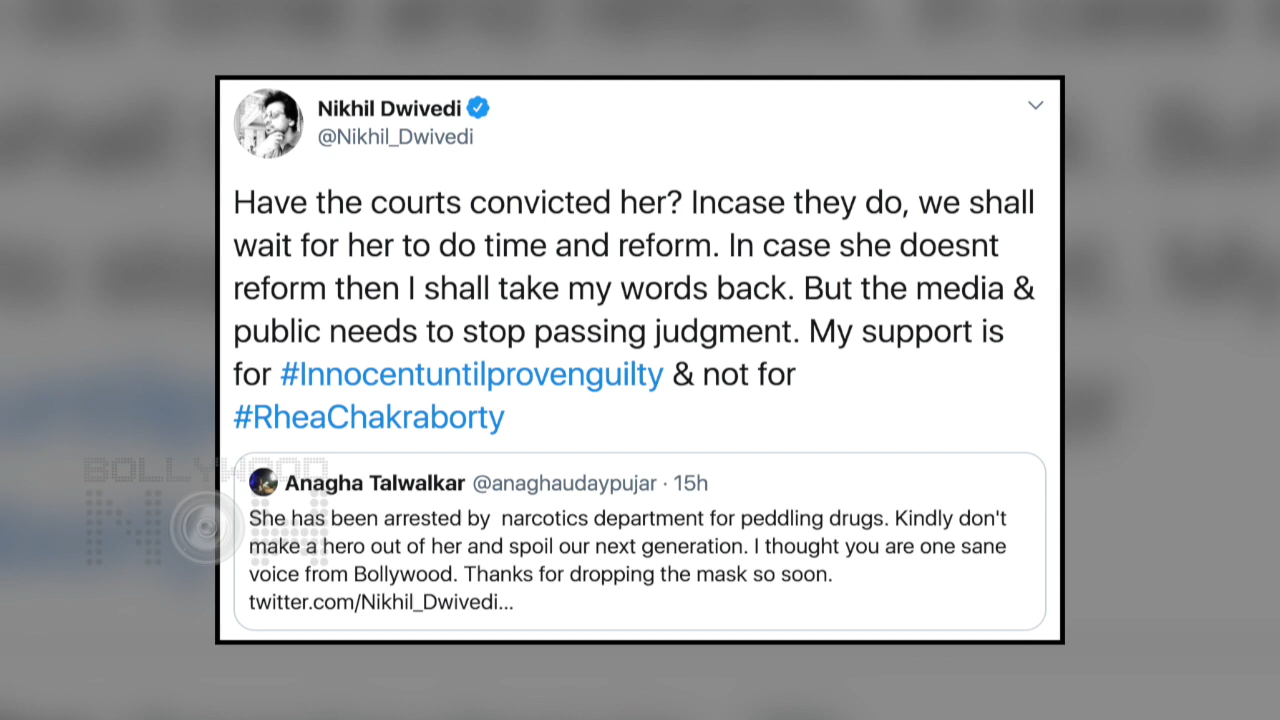 Nikhil Dwivedi
@Nikhil_Dwivedi
Have the courts convicted her? Incase they do, we shall
wait for her to do time and reform. In case she doesnt
reform then I shall take my words back. But the media &
public needs to stop passing judgment. My support is
for #Innocentuntilprovenguilty & not for
#RheaChakraborty
Anagha Talwalkar @anaghaudaypujar · 15h
She has been arrested by narcotics department for peddling drugs. Kindly don't
make a hero out of her and spoil our next generation. I thought you are one sane
voice from Bollywood. Thanks for dropping the mask so soon.
twitter.com/Nikhil_Dwivedi...
BOLLYWOOD
NOW